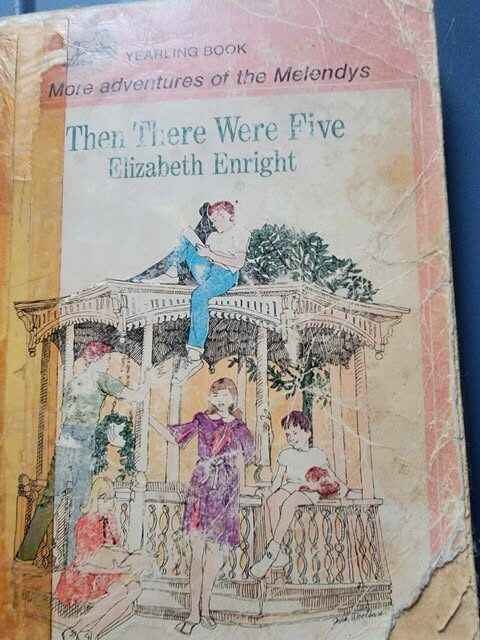 YEARLING BOOK
More adventures of the Melendys
Then There Were Five
Elizabeth Enright